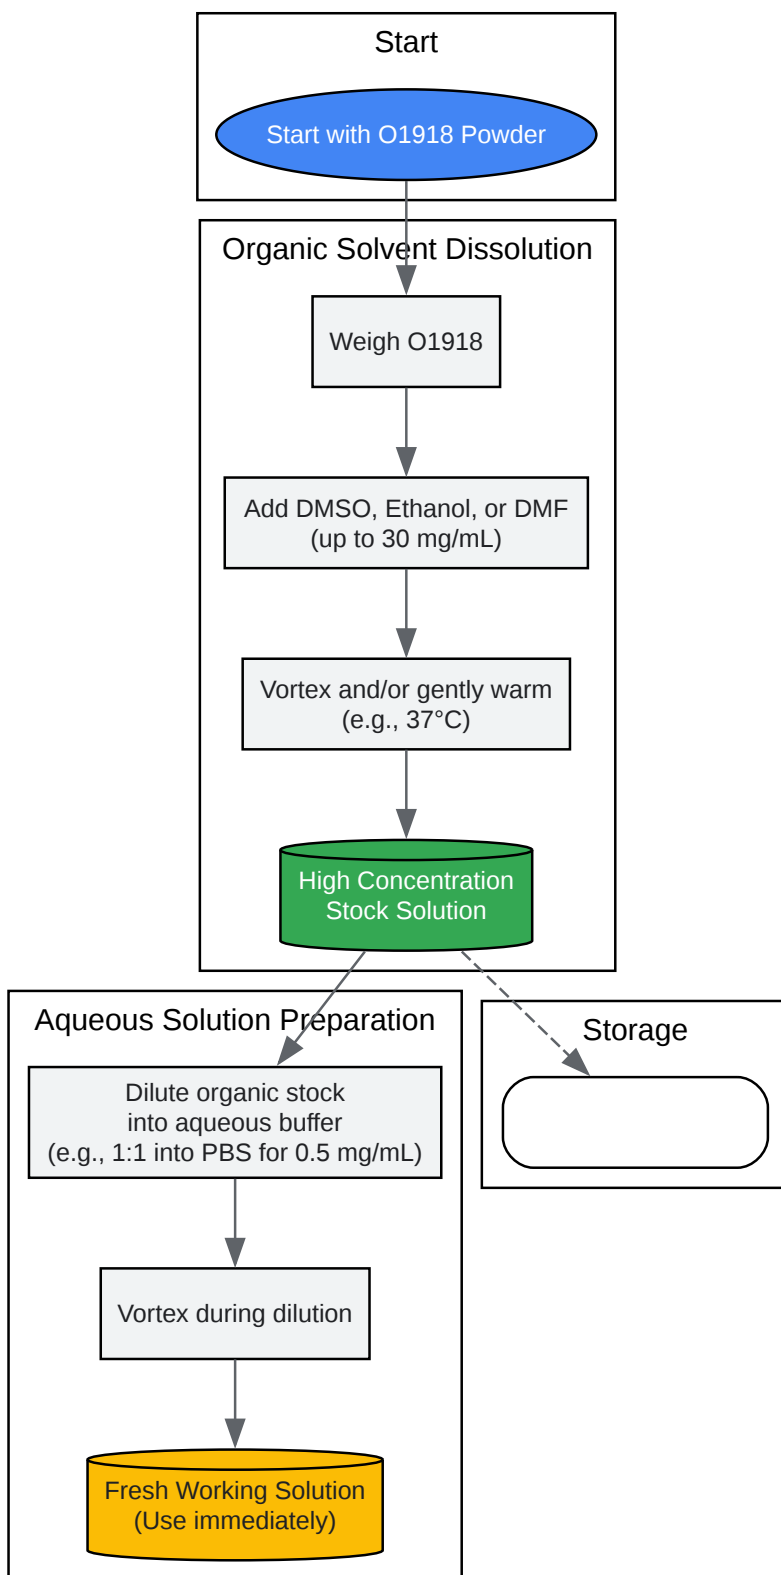 Start
Start with O1918 Powder
Organic Solvent Dissolution
Weigh O1918
Add DMSO, Ethanol, or DMF
(up to 30 mg/mL)
Vortex and/or gently warm
(e.g., 37°C)
High Concentration
Stock Solution
Aqueous Solution Preparation
Dilute organic stock
into aqueous buffer
(e.g., 1:1 into PBS for 0.5 mg/mL)
Vortex during dilution
Fresh Working Solution
(Use immediately)
Storage